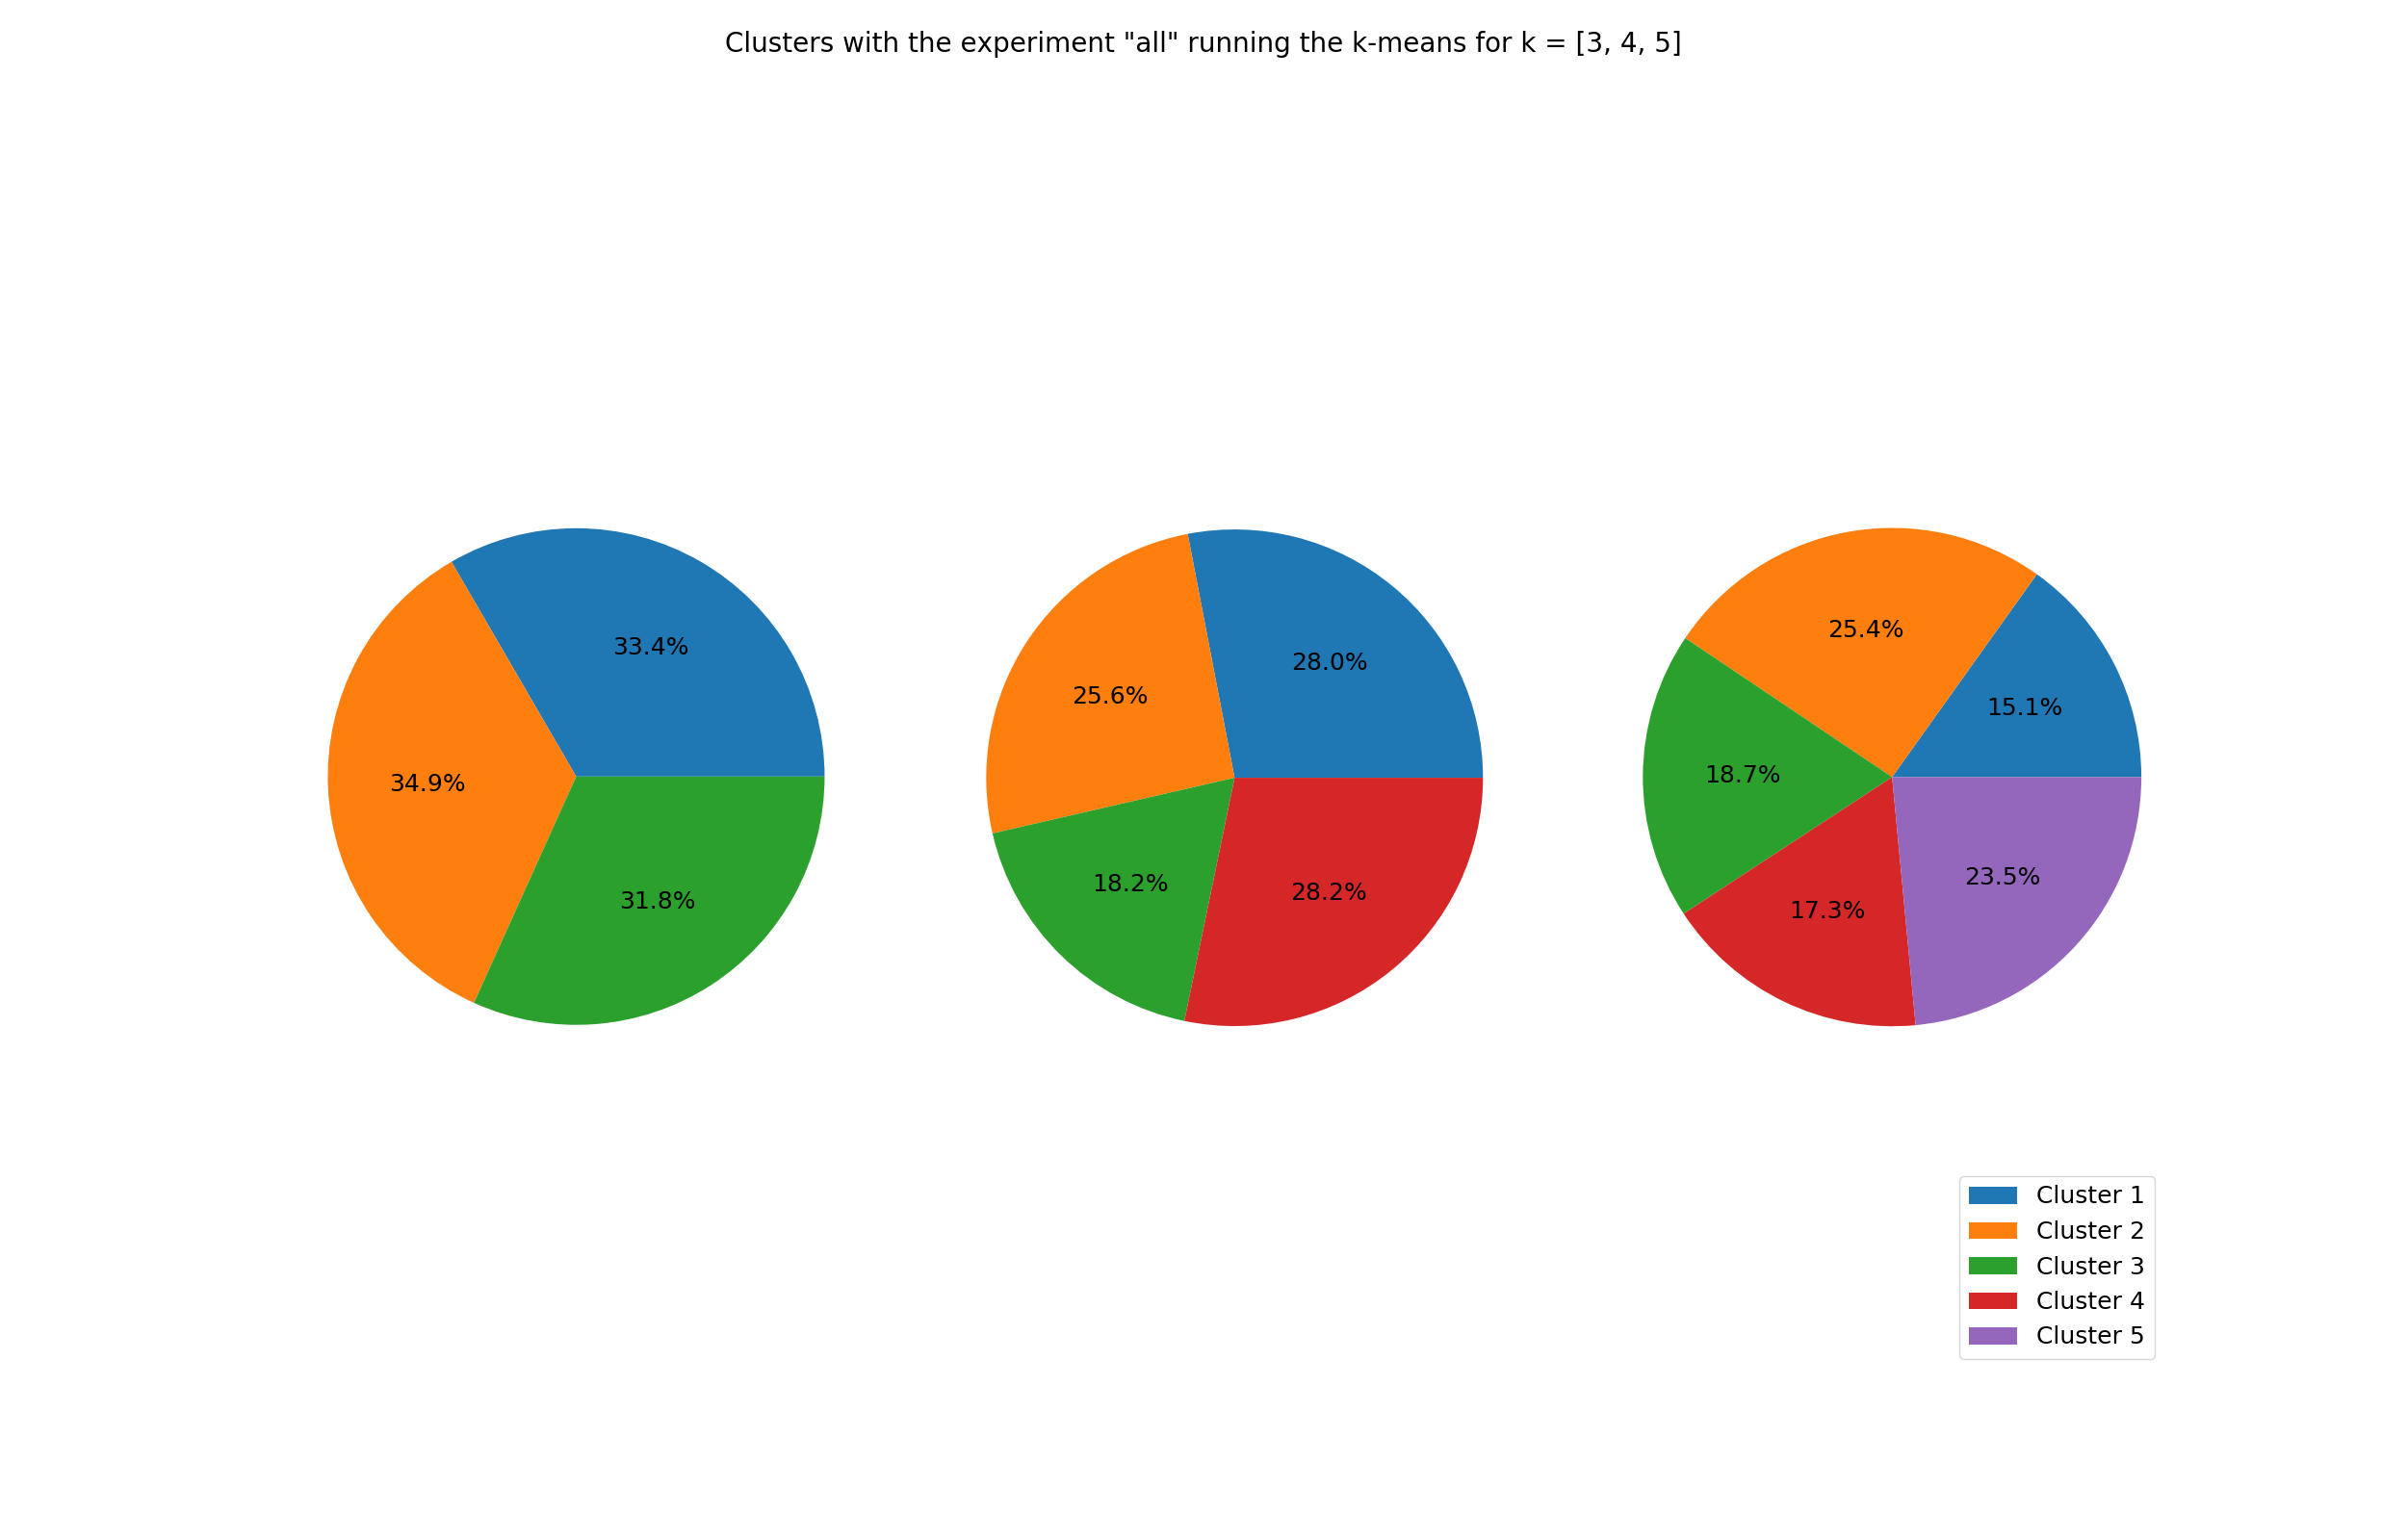 Clusters with the experiment "all" running the k-means for k = [3, 4, 5]
33.4%
34.9%
31.8%
28.0%
25.6%
18.2%
28.2%
15.1%
25.4%
18.7%
17.3%
23.5%
Cluster 1
Cluster 2
Cluster 3
Cluster 4
Cluster 5